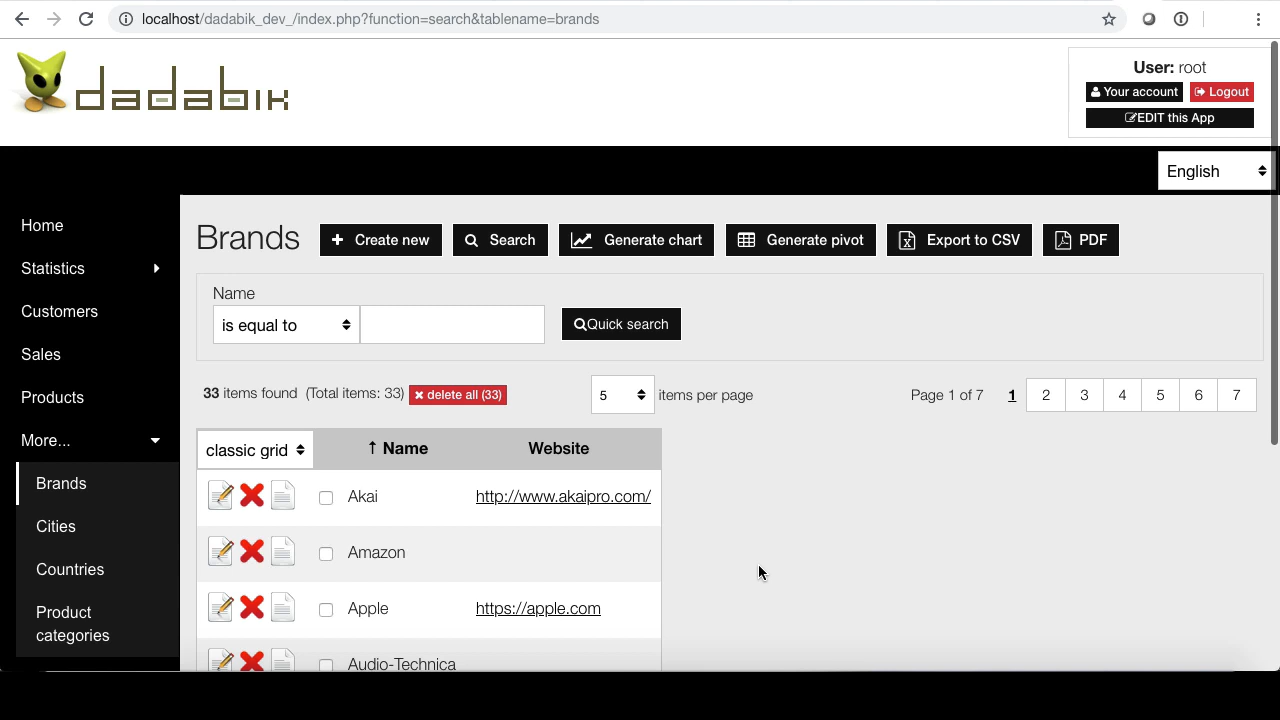 localhost/dadabik_dev_/index.php?function=search&tablename=brands
dadabik
User: root
Your account
Logout
EDIT this App
English
Home
Statistics
Customers
Sales
Products
More...
Brands
Cities
Countries
Product
categories
Brands
Create new
Search
Generate chart
Generate pivot
Export to CSV
PDF
Name
is equal to
Quick search
33 items found (Total items: 33)
delete all (33)
5
items per page
Page 1 of 7
1 2 3 4 5 6 7
classic grid
↑ Name
Website
Akai
http://www.akaipro.com/
Amazon
Apple
https://apple.com
Audio-Technica